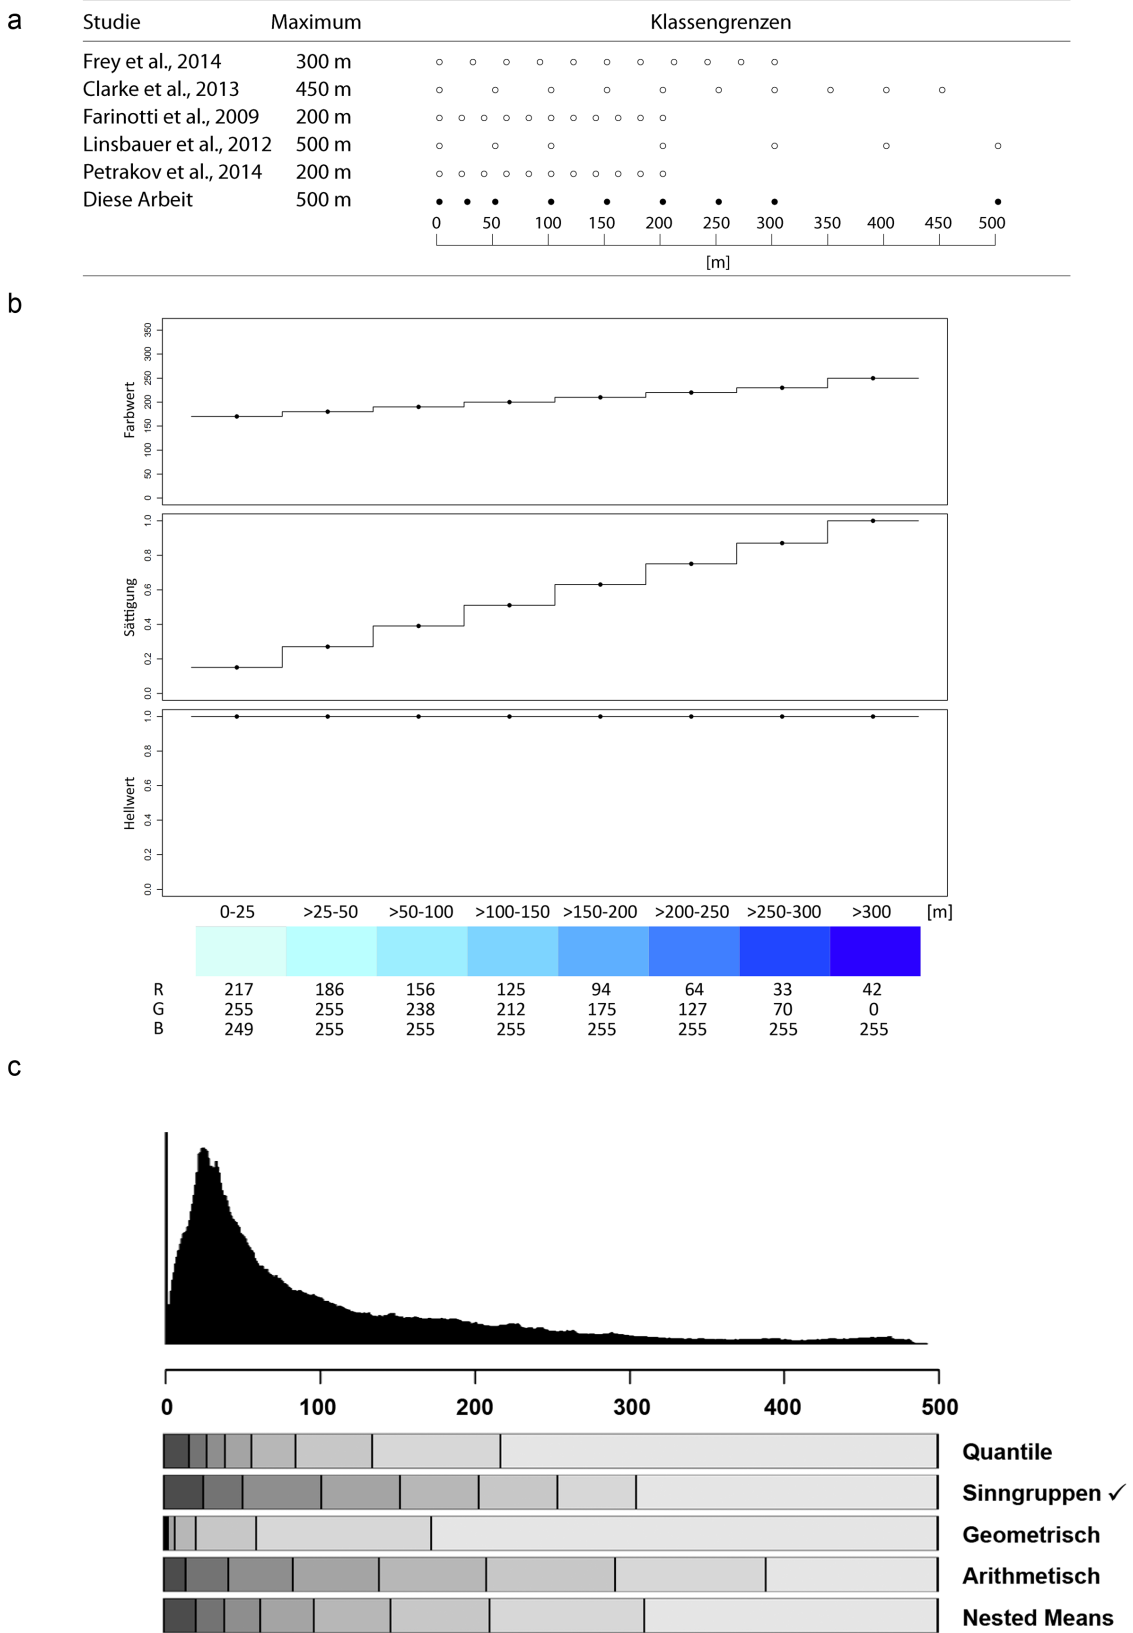 a
Studie Maximum Klassengrenzen
Frey et al., 2014 300 m
Clarke et al., 2013 450 m
Farinotti et al., 2009 200 m
Linsbauer et al., 2012 500 m
Petrakov et al., 2014 200 m
Diese Arbeit 500 m
0 50 100 150 200 250 300 350 400 450 500
[m]
b
Farbwert
350
300
250
200
150
100
50
0
Sättigung
1.0
0.8
0.6
0.4
0.2
0.0
Hellwert
1.0
0.8
0.6
0.4
0.2
0.0
0-25 >25-50 >50-100 >100-150 >150-200 >200-250 >250-300 >300 [m]
R 217 186 156 125 94 64 33 42
G 255 255 238 212 175 127 70 0
B 249 255 255 255 255 255 255 255
c
0 100 200 300 400 500
Quantile
Sinngruppen ✓
Geometrisch
Arithmetisch
Nested Means